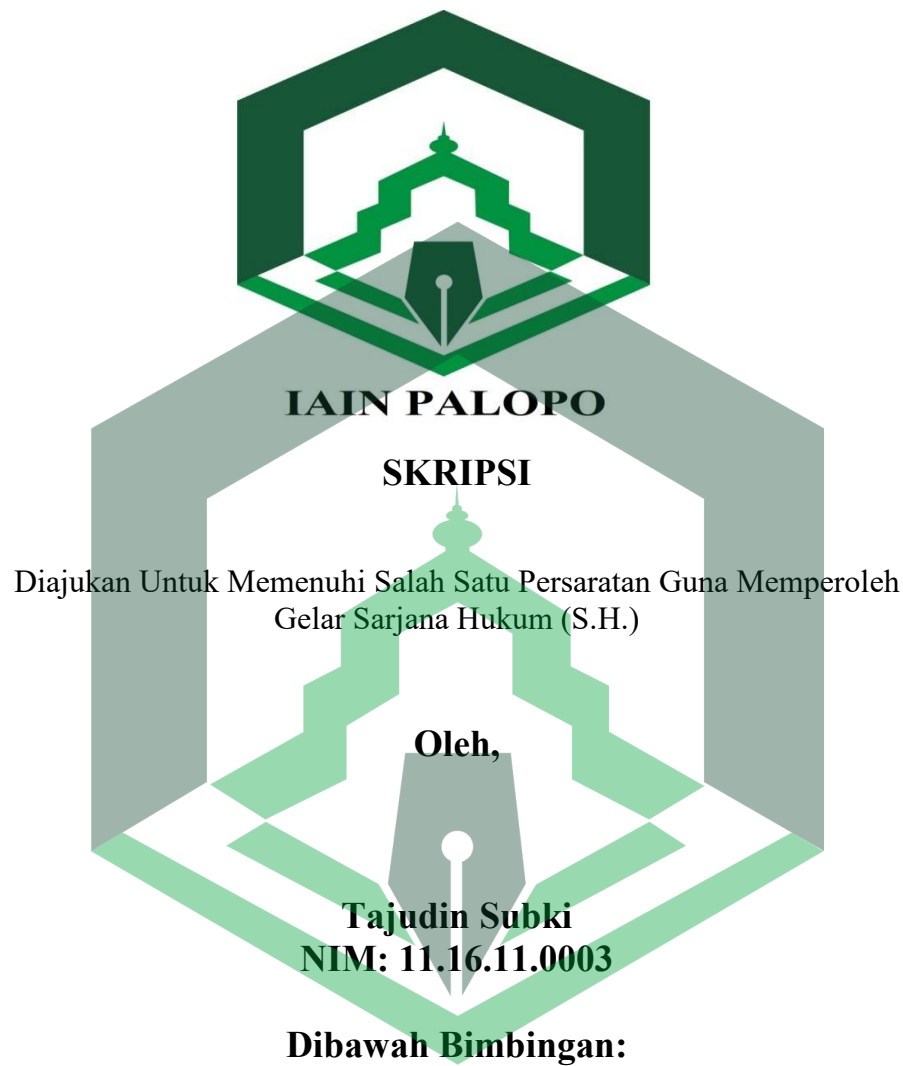 IAIN PALOPO
SKRIPSI
Diajukan Untuk Memenuhi Salah Satu Persaratan Guna Memperoleh
Gelar Sarjana Hukum (S.H.)
Oleh,
Tajudin Subki
NIM: 11.16.11.0003
Dibawah Bimbingan: